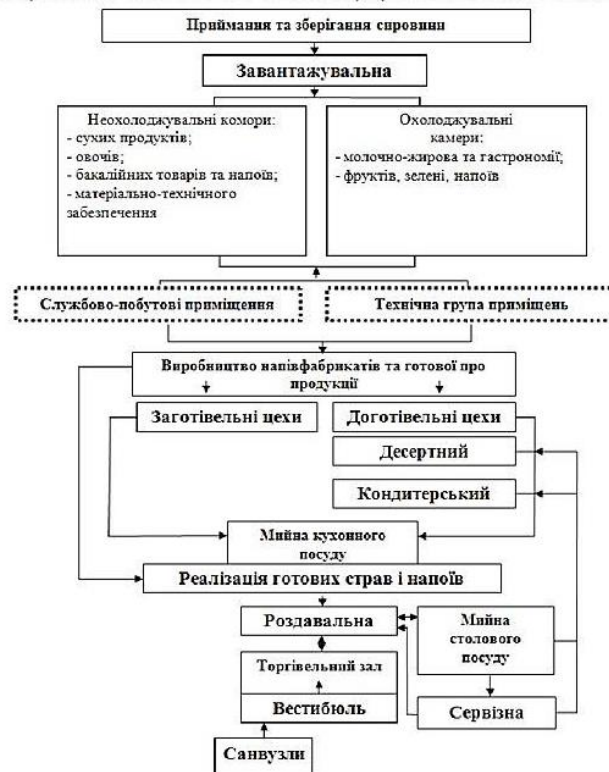 Приймання та зберігання сировини
Завантажувальна
Неохолоджувальні комори:
- сухих продуктів;
- овочів;
- бакалійних товарів та напоїв;
- матеріально-технічного
забезпечення
Охолоджувальні
камери:
- молочно-жирова та гастрономії;
- фруктів, зелені, напоїв
Службово-побутові приміщення
Технічна група приміщень
Виробництво напівфабрикатів та готової про
продукції
Заготівельні цехи
Доготівельні цехи
Десертний
Кондитерський
Мийна кухонного
посуду
Реалізація готових страв і напоїв
Роздавальна
Мийна
столового
посуду
Торгівельний зал
Вестибюль
Сервізна
Санвузли